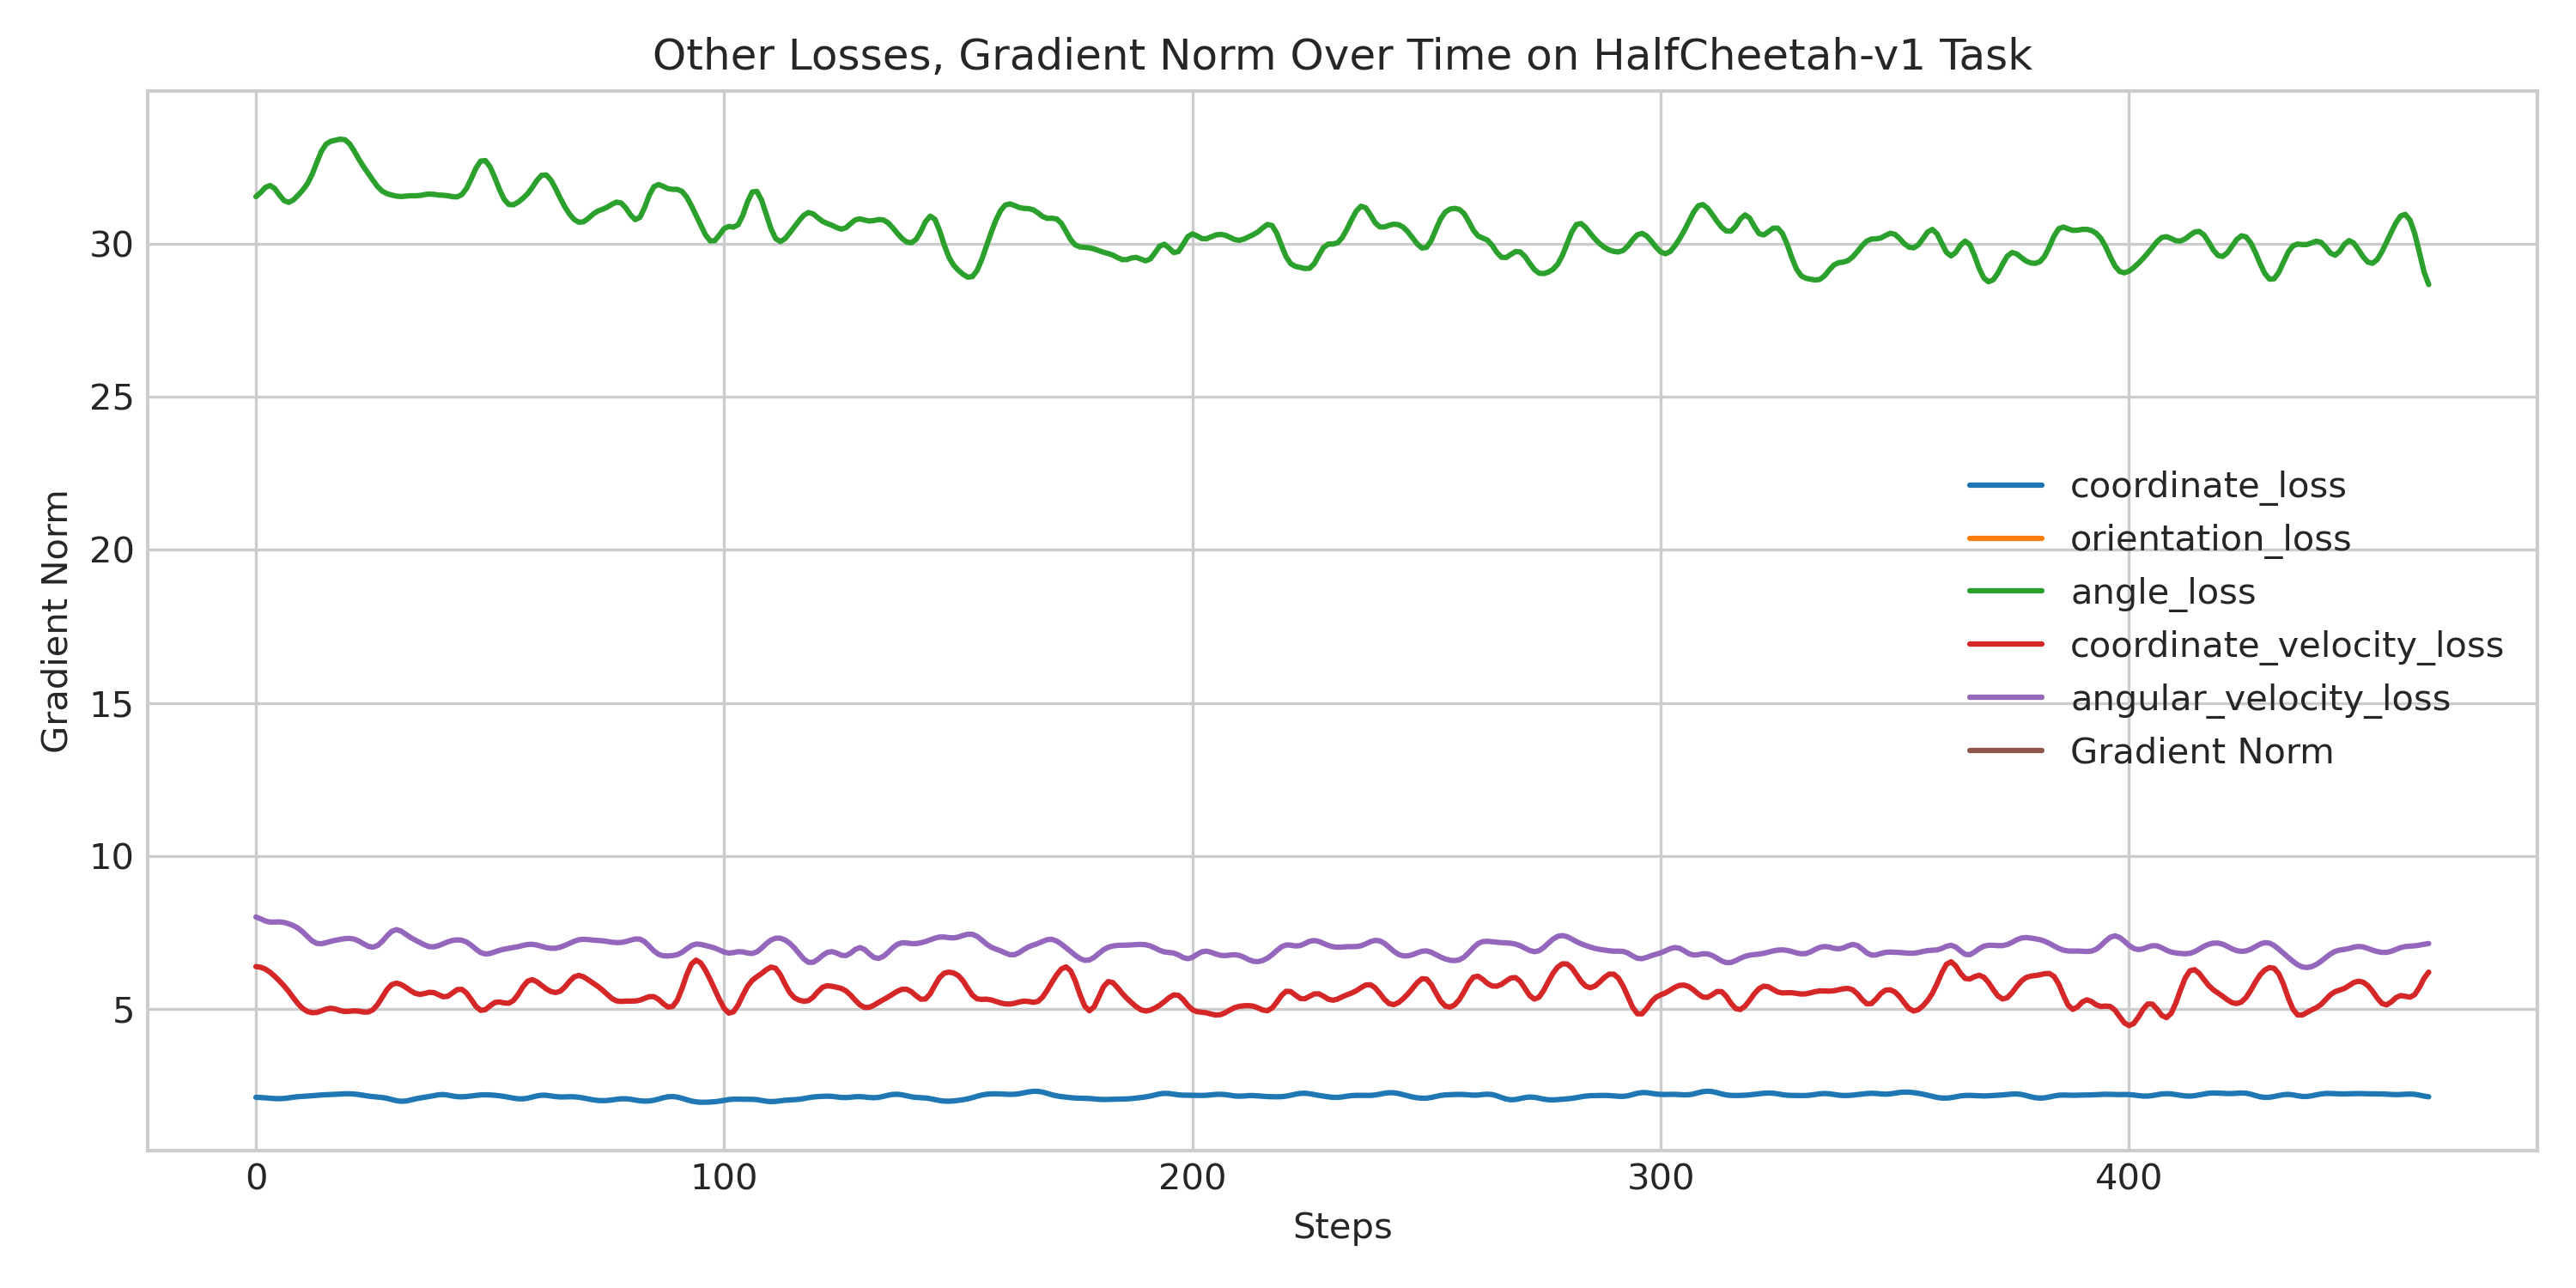 Other Losses, Gradient Norm Over Time on HalfCheetah-v1 Task
Gradient Norm
30
25
20
15
10
5
coordinate_loss
orientation_loss
angle_loss
coordinate_velocity_loss
angular_velocity_loss
Gradient Norm
0 100 200 300 400
Steps